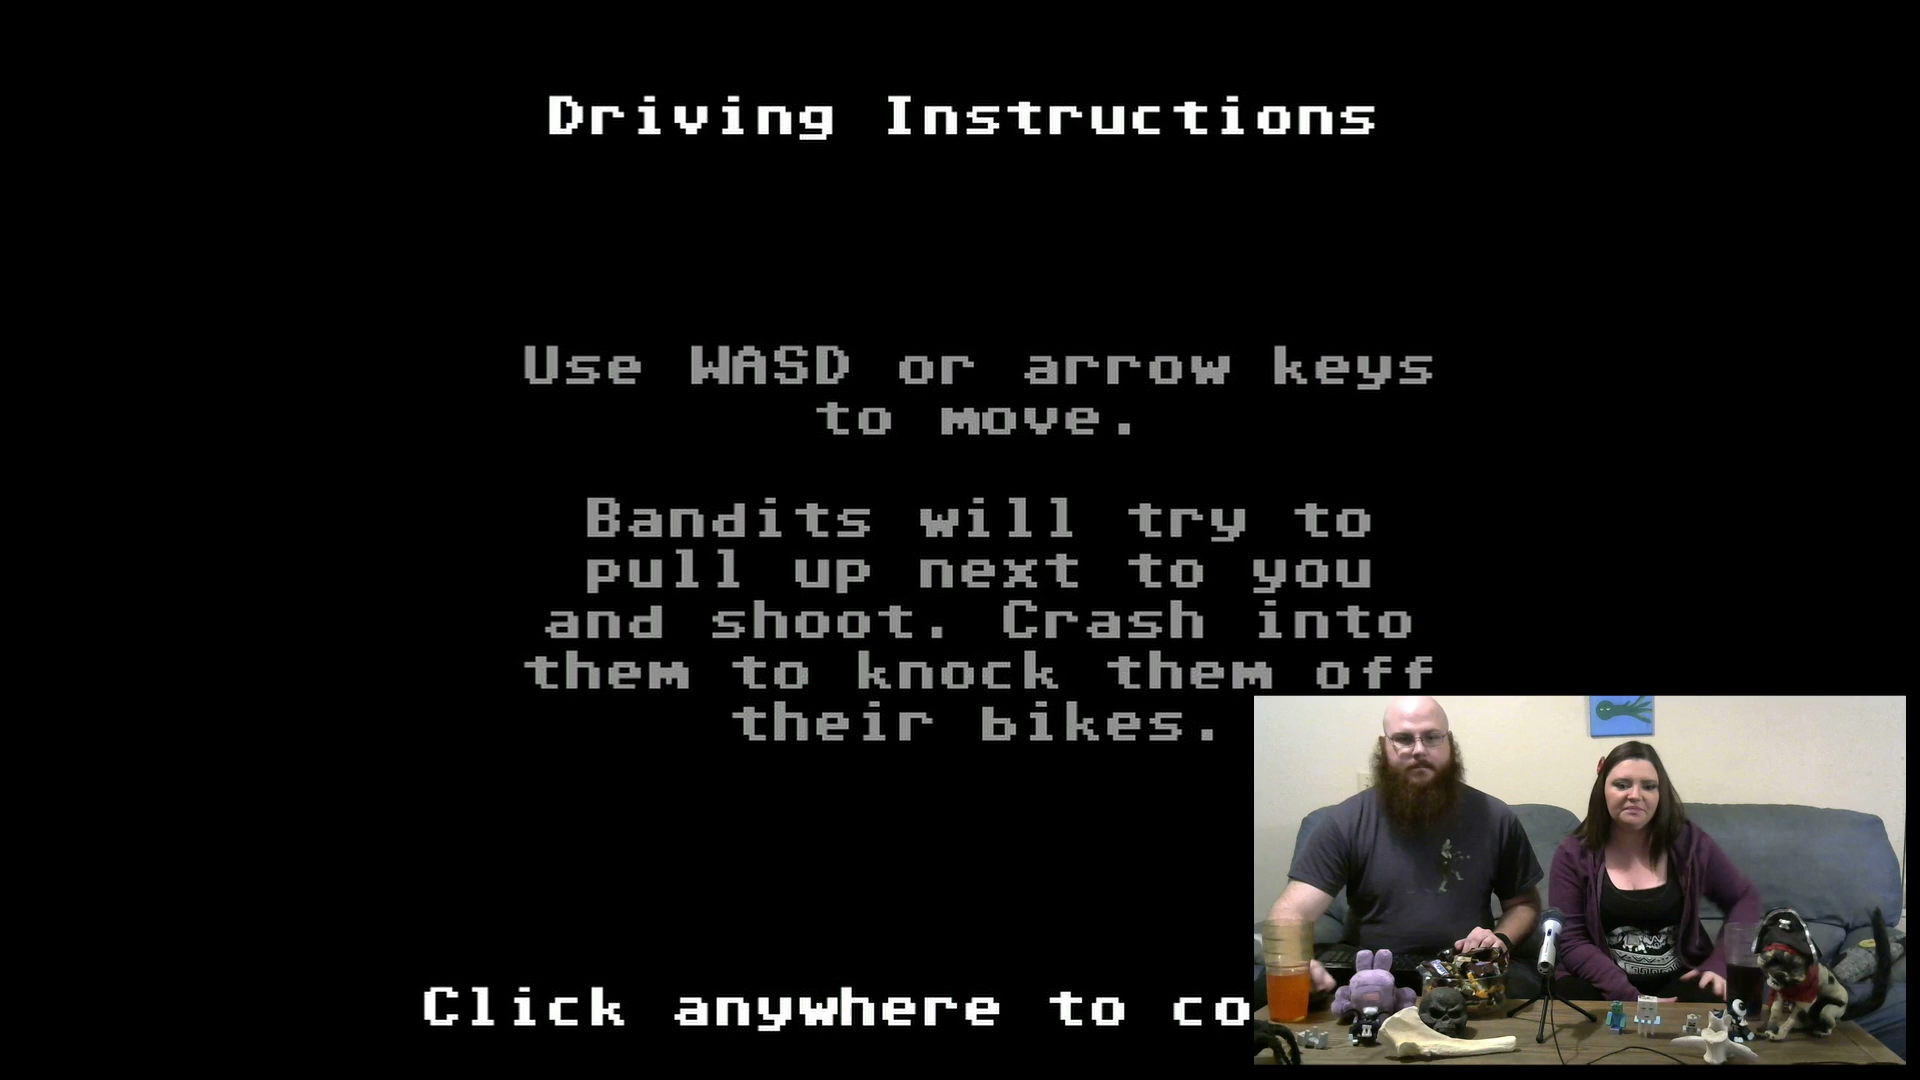 Driving Instructions
Use WASD or arrow keys
to move.
Bandits will try to
pull up next to you
and shoot. Crash into
them to knock them off
their bikes.
Click anywhere to co